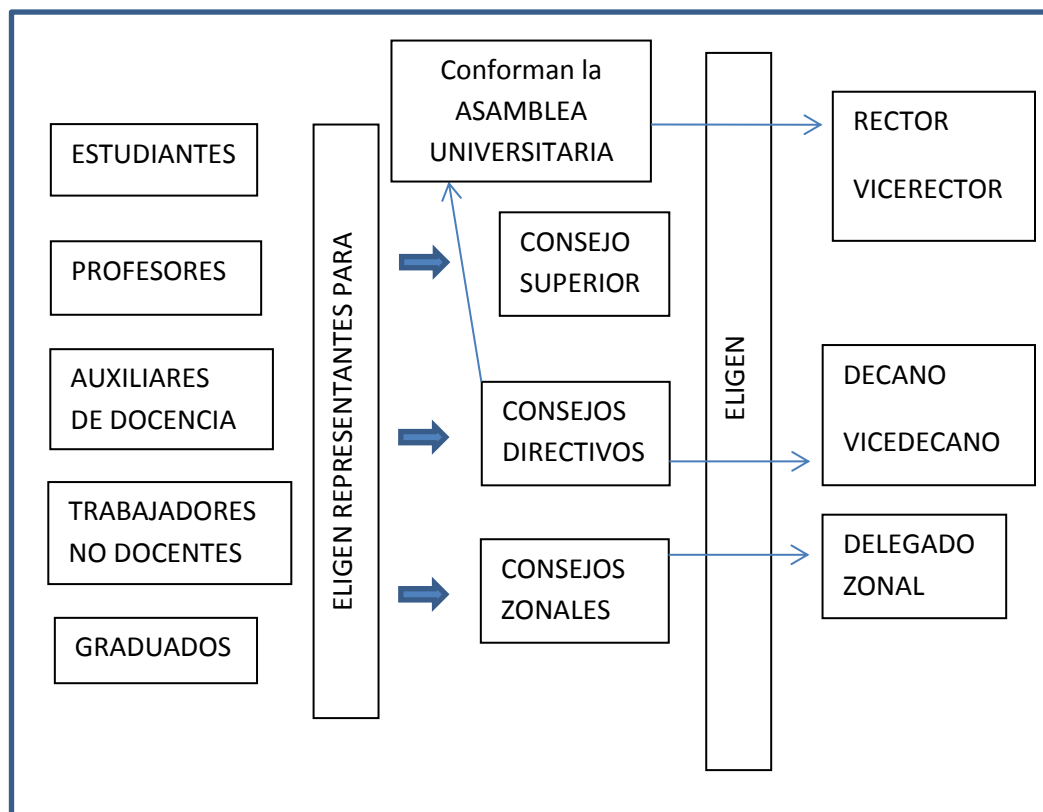 ESTUDIANTES
PROFESORES
AUXILIARES
DE DOCENCIA
TRABAJADORES
NO DOCENTES
GRADUADOS
ELIGEN REPRESENTANTES PARA
Conforman la
ASAMBLEA
UNIVERSITARIA
CONSEJO
SUPERIOR
CONSEJOS
DIRECTIVOS
CONSEJOS
ZONALES
ELIGEN
RECTOR
VICERECTOR
DECANO
VICEDECANO
DELEGADO
ZONAL